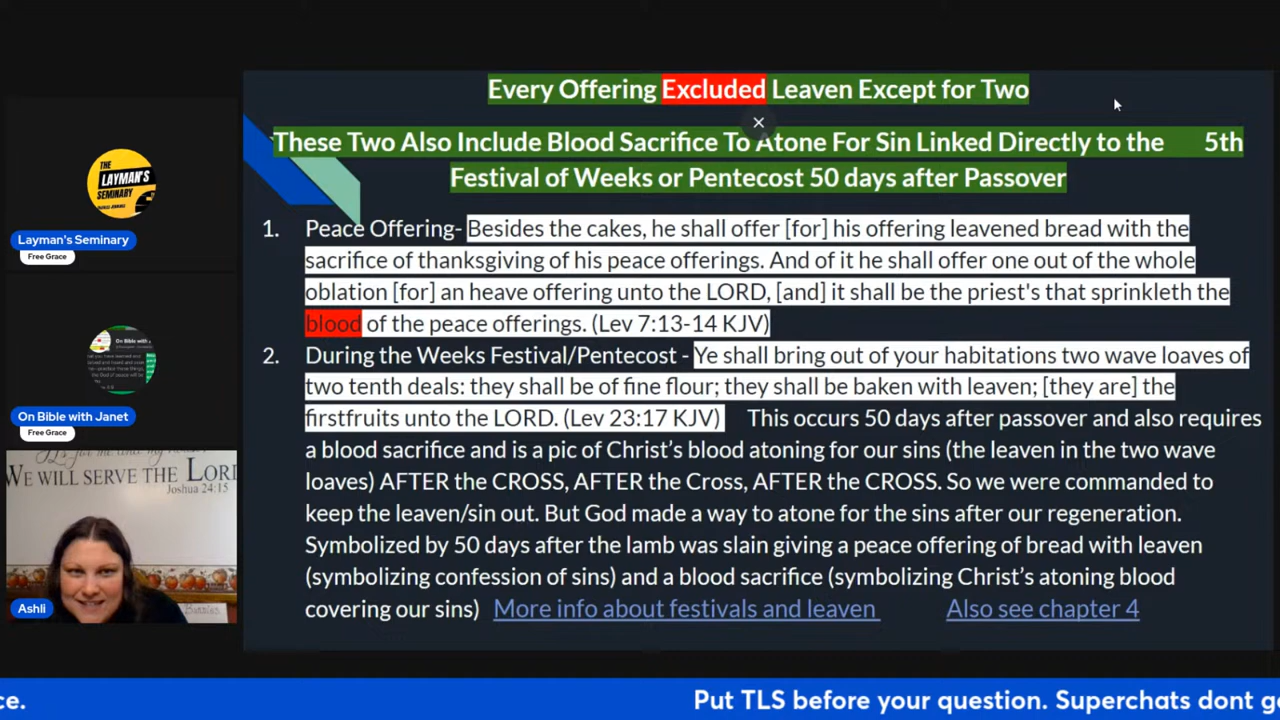 Every Offering Excluded Leaven Except for Two
These Two Also Include Blood Sacrifice To Atone For Sin Linked Directly to the 5th
Festival of Weeks or Pentecost 50 days after Passover
1. Peace Offering- Besides the cakes, he shall offer [for] his offering leavened bread with the
sacrifice of thanksgiving of his peace offerings. And of it he shall offer one out of the whole
oblation [for] an heave offering unto the LORD, [and] it shall be the priest's that sprinkleth the
blood of the peace offerings. (Lev 7:13-14 KJV)
2. During the Weeks Festival/Pentecost - Ye shall bring out of your habitations two wave loaves of
two tenth deals: they shall be of fine flour; they shall be baken with leaven; [they are] the
firstfruits unto the LORD. (Lev 23:17 KJV) This occurs 50 days after passover and also requires
a blood sacrifice and is a pic of Christ's blood atoning for our sins (the leaven in the two wave
loaves) AFTER the CROSS, AFTER the Cross, AFTER the CROSS. So we were commanded to
keep the leaven/sin out. But God made a way to atone for the sins after our regeneration.
Symbolized by 50 days after the lamb was slain giving a peace offering of bread with leaven
(symbolizing confession of sins) and a blood sacrifice (symbolizing Christ's atoning blood
covering our sins) More info about festivals and leaven Also see chapter 4
THE
LAYMAN'S
SEMINARY
Layman's Seminary
Free Grace
On Bible with
On Bible with Janet
Free Grace
WE WILL SERVE THE LORD
Joshua 24:15
Ashli
ce.
Put TLS before your question. Superchats dont g